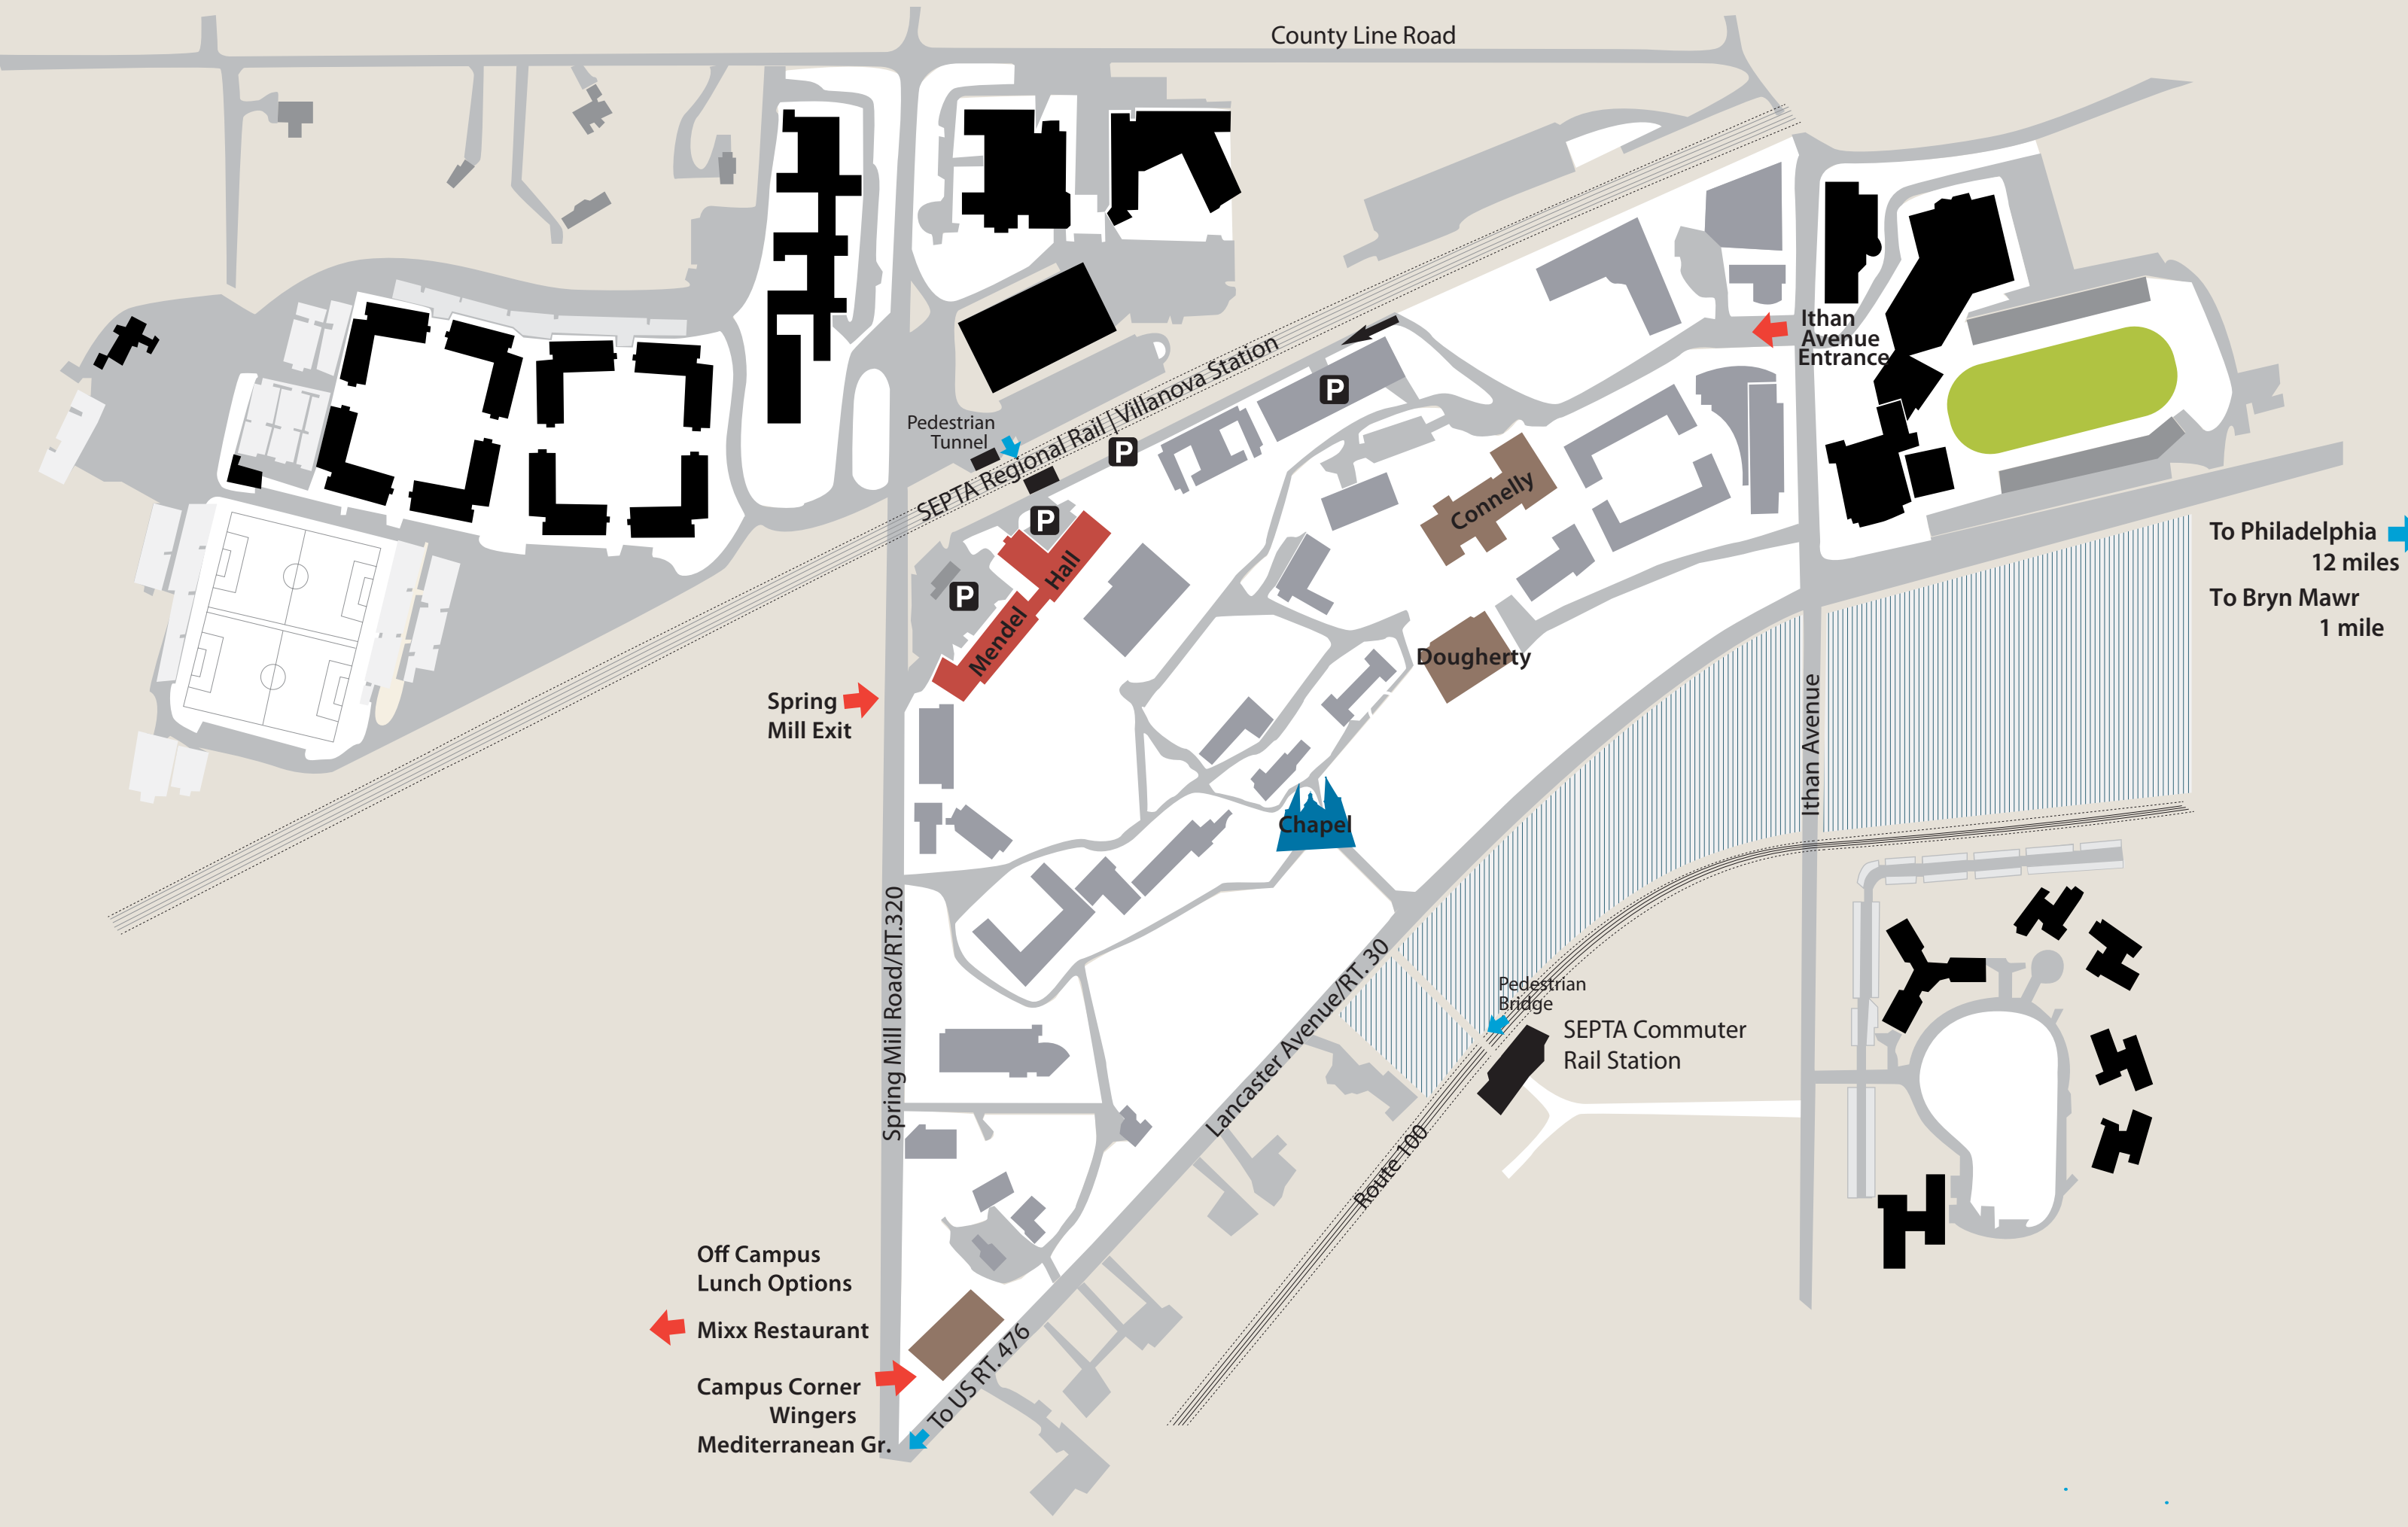 County Line Road
Ithan
Avenue
Entrance
SEPTA Regional Rail | Villanova Station
P
Pedestrian
Tunnel
P
P
P
Connelly
Mendel Hall
To Philadelphia
12 miles
To Bryn Mawr
1 mile
Dougherty
Spring
Mill Exit
Ithan Avenue
Chapel
Spring Mill Road/RT.320
Lancaster Avenue/RT. 30
Pedestrian
Bridge
SEPTA Commuter
Rail Station
Route 100
Off Campus
Lunch Options
Mixx Restaurant
Campus Corner
Wingers
Mediterranean Gr.
To US RT. 476